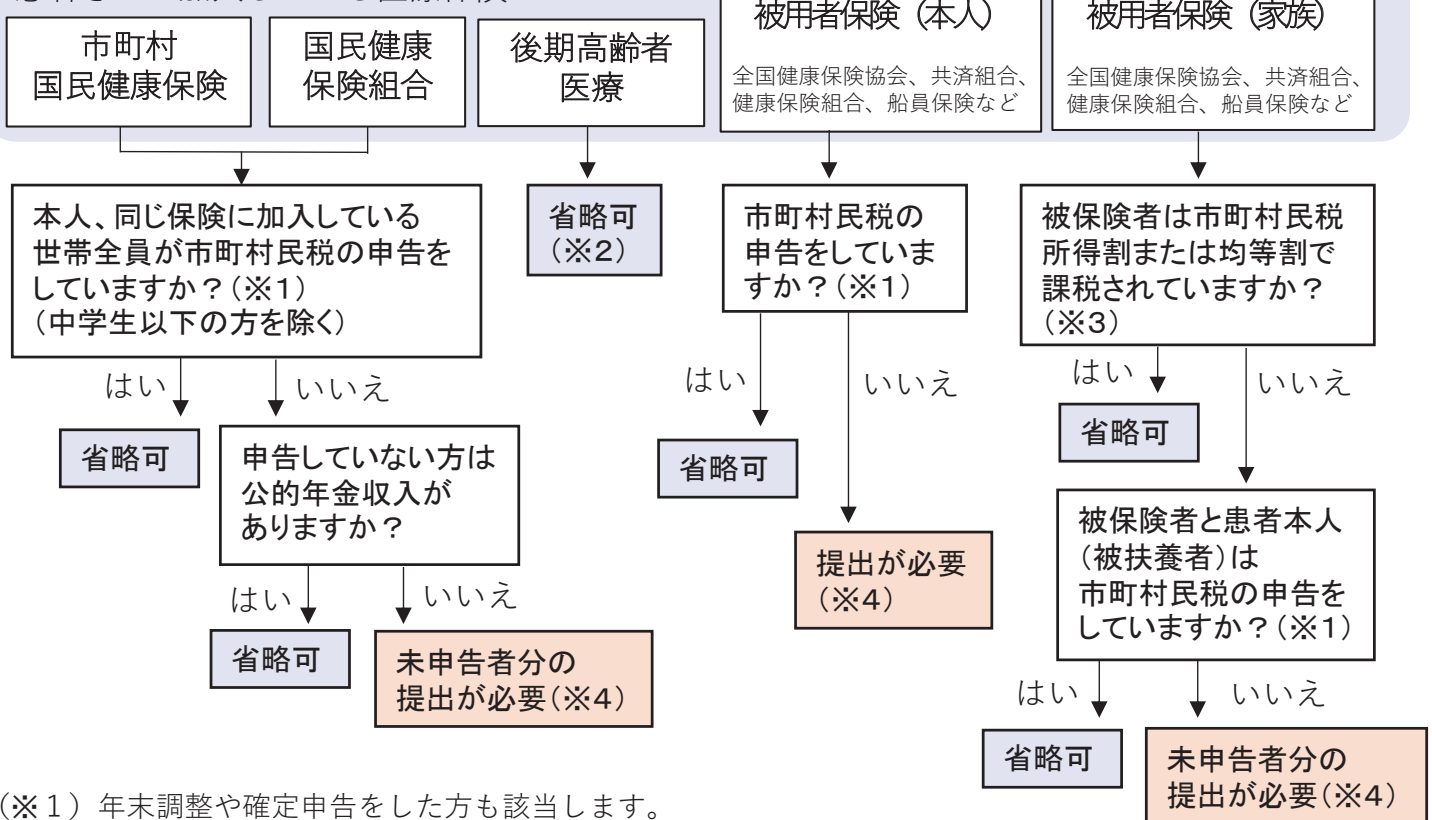 被用者保険（本人）
被用者保険（家族）
市町村
国民健康保険
国民健康
保険組合
後期高齢者
医療
全国健康保険協会、共済組合、
健康保険組合、船員保険など
全国健康保険協会、共済組合、
健康保険組合、船員保険など
本人、同じ保険に加入している
世帯全員が市町村民税の申告を
していますか？（※1）
（中学生以下の方を除く）
省略可
（※2）
市町村民税の
申告をしていま
すか？（※1）
被保険者は市町村民税
所得割または均等割で
課税されていますか？
（※3）
はい
いいえ
はい
いいえ
はい
いいえ
省略可
申告していない方は
公的年金収入が
ありますか？
省略可
省略可
提出が必要
（※4）
被保険者と患者本人
（被扶養者）は
市町村民税の申告を
していますか？（※1）
はい
いいえ
省略可
未申告者分の
提出が必要（※4）
はい
いいえ
省略可
未申告者分の
提出が必要（※4）
（※１）年末調整や確定申告をした方も該当します。